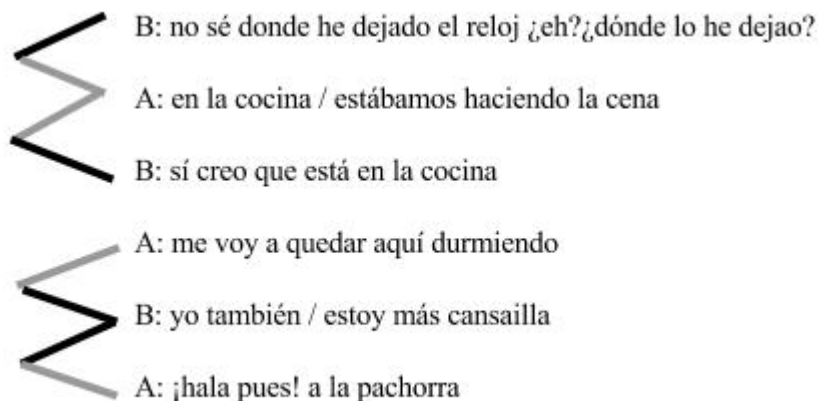 B: no sé donde he dejado el reloj ¿eh?¿dónde lo he dejao?
A: en la cocina / estábamos haciendo la cena
B: sí creo que está en la cocina
A: me voy a quedar aquí durmiendo
B: yo también / estoy más cansailla
A: ¡hala pues! a la pachorra